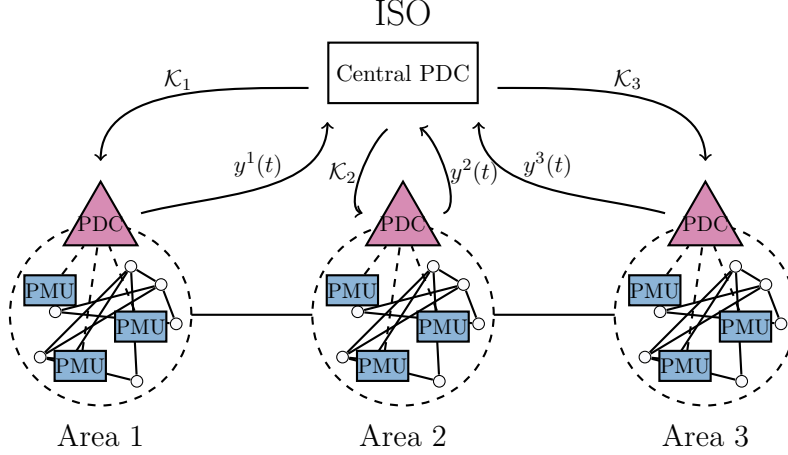 ISO
Central PDC
𝒦₁
𝒦₃
y¹(t)
𝒦₂
y²(t)
y³(t)
PDC
PDC
PDC
PMU
PMU
PMU
PMU
PMU
PMU
PMU
PMU
PMU
Area 1
Area 2
Area 3